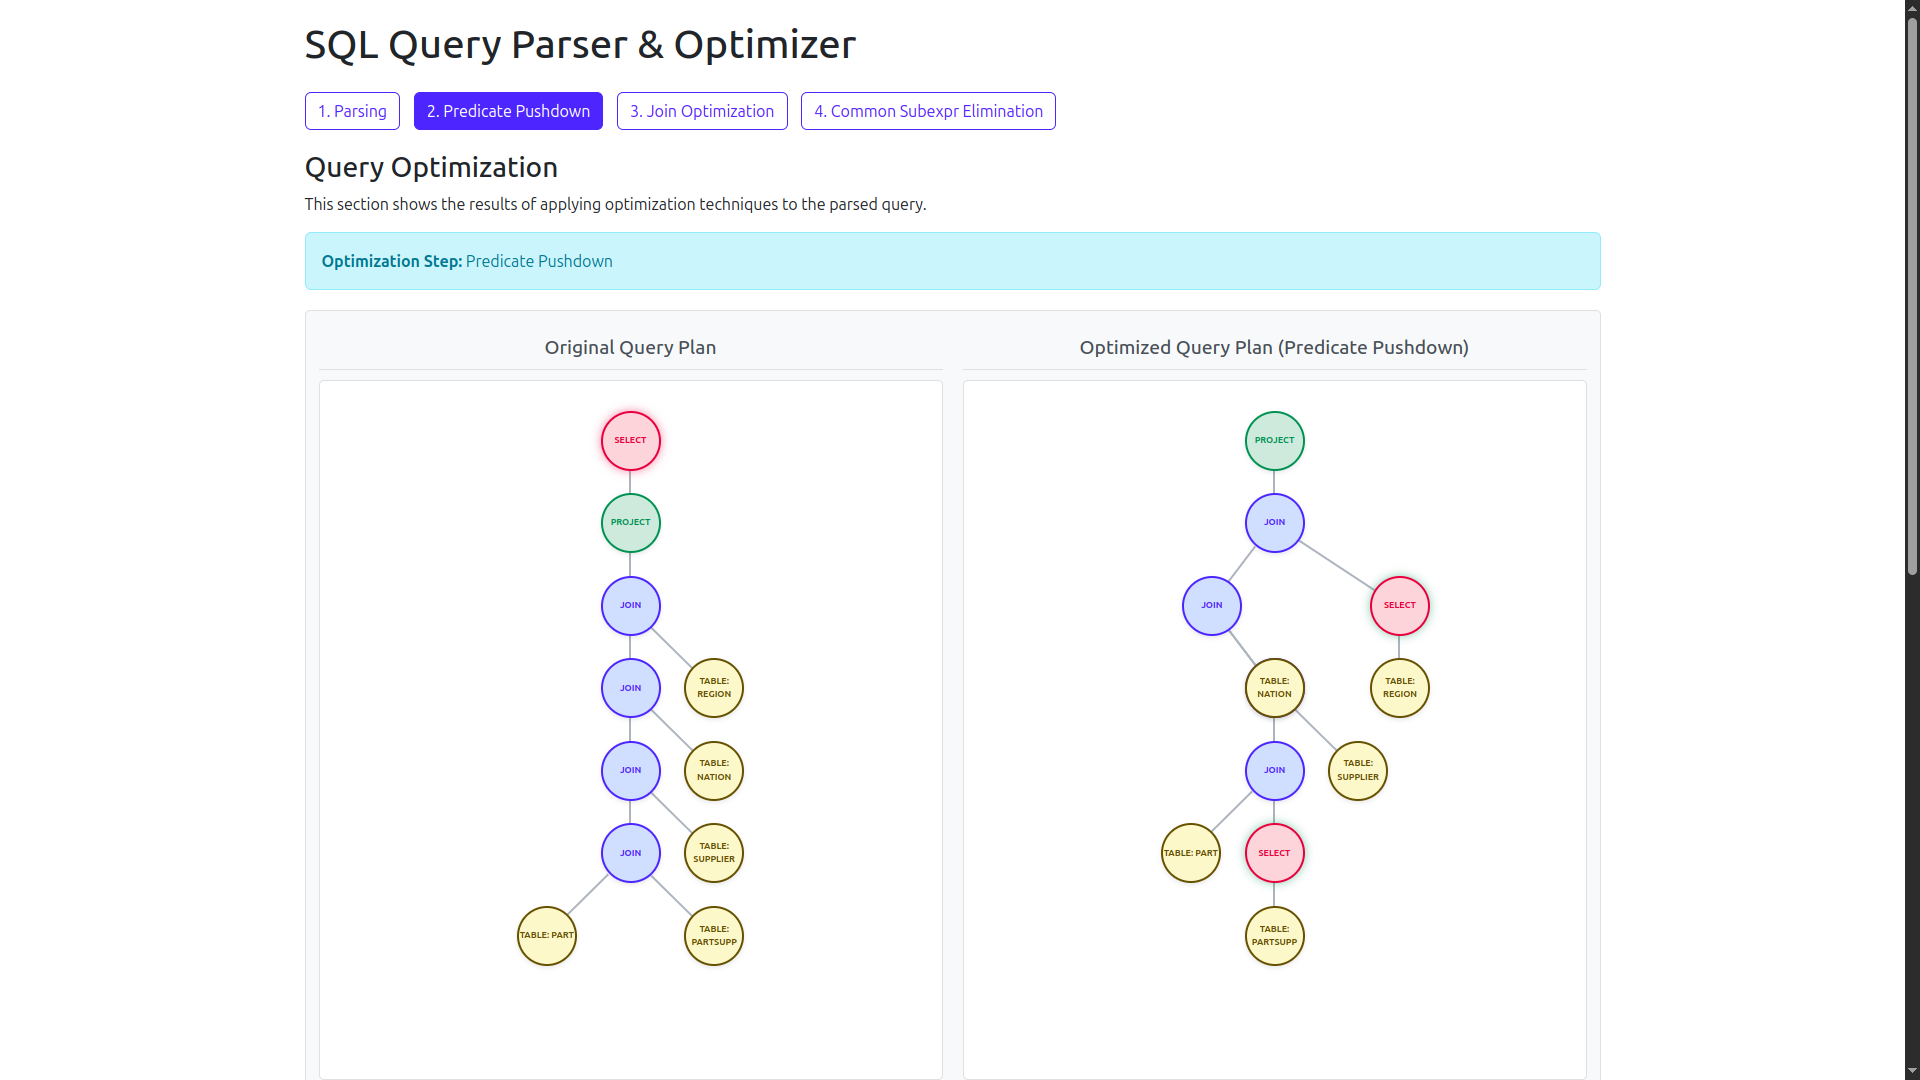 SQL Query Parser & Optimizer
1. Parsing
2. Predicate Pushdown
3. Join Optimization
4. Common Subexpr Elimination
Query Optimization
This section shows the results of applying optimization techniques to the parsed query.
Optimization Step: Predicate Pushdown
Original Query Plan
SELECT
PROJECT
JOIN
JOIN
TABLE:
REGION
JOIN
TABLE:
NATION
JOIN
TABLE:
SUPPLIER
TABLE: PART
TABLE:
PARTSUPP
Optimized Query Plan (Predicate Pushdown)
PROJECT
JOIN
JOIN
SELECT
TABLE:
NATION
TABLE:
REGION
JOIN
TABLE:
SUPPLIER
TABLE: PART
SELECT
TABLE:
PARTSUPP